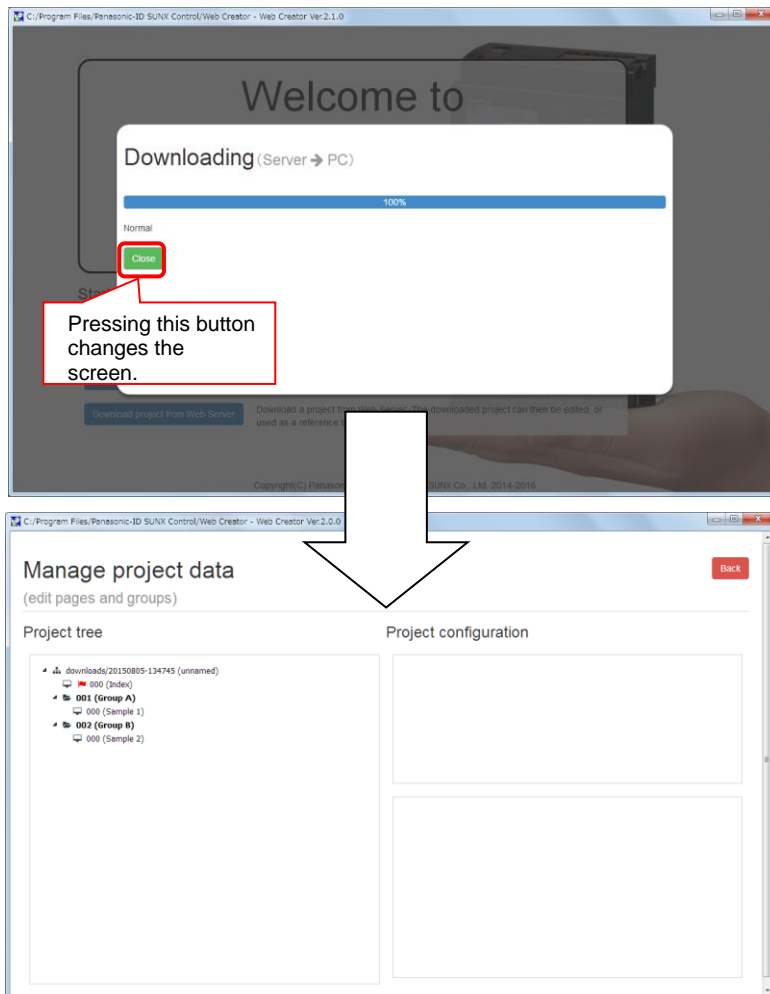 C:/Program Files/Panasonic-ID SUNX Control/Web Creator - Web Creator Ver.2.1.0
Welcome to
Downloading (Server ➔ PC)
100%
Normal
Close
Pressing this button
changes the
screen.
Download project from Web Server
Download a project from Web Server. The downloaded project can then be edited, or
used as a reference
Copyright(C) Panasonic SUNX Co., Ltd. 2014-2016
C:/Program Files/Panasonic-ID SUNX Control/Web Creator - Web Creator Ver.2.0.0
Manage project data
Back
(edit pages and groups)
Project tree
Project configuration
downloads/20150805-134745 (unnamed)
000 (Index)
001 (Group A)
000 (Sample 1)
002 (Group B)
000 (Sample 2)